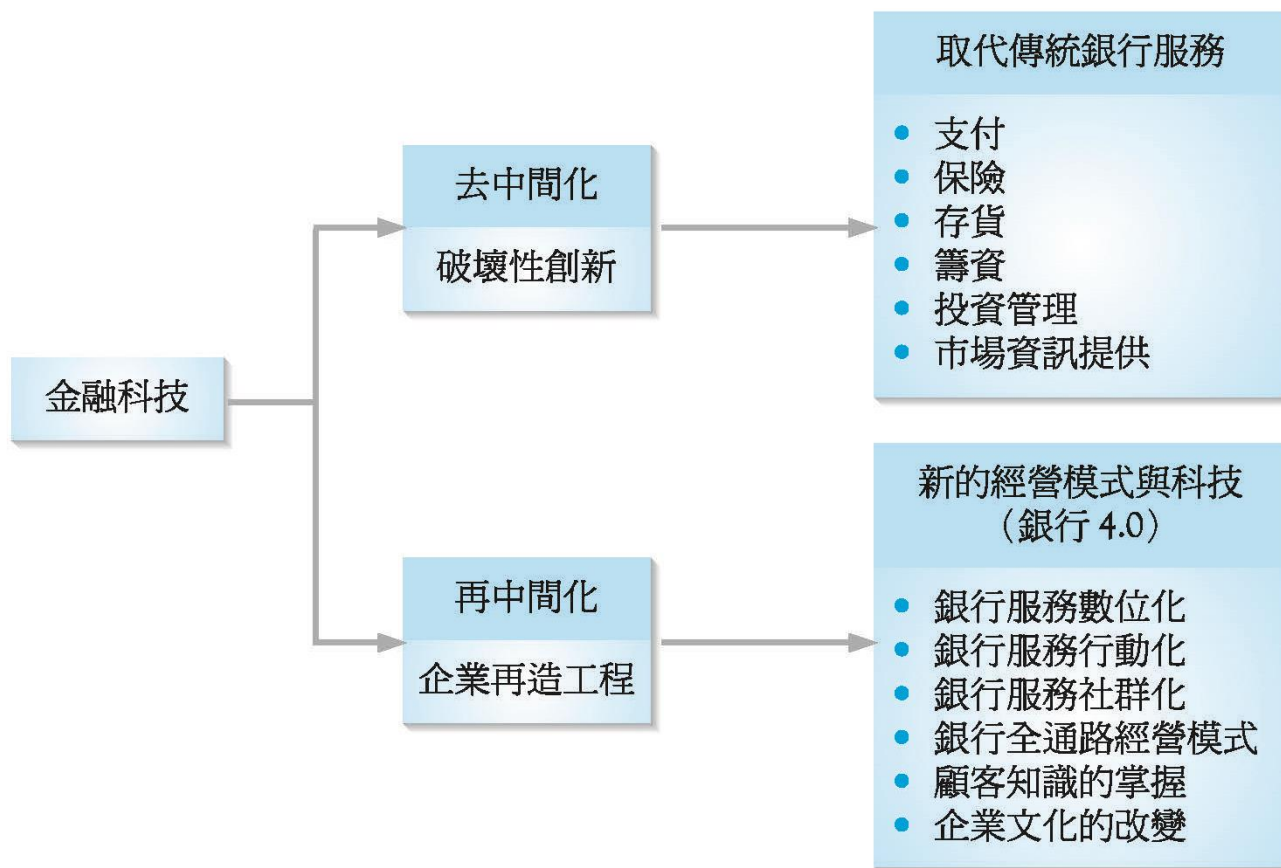 金融科技
去中間化
破壞性創新
取代傳統銀行服務
• 支付
• 保險
• 存貨
• 籌資
• 投資管理
• 市場資訊提供
再中間化
企業再造工程
新的經營模式與科技
（銀行 4.0）
• 銀行服務數位化
• 銀行服務行動化
• 銀行服務社群化
• 銀行全通路經營模式
• 顧客知識的掌握
• 企業文化的改變